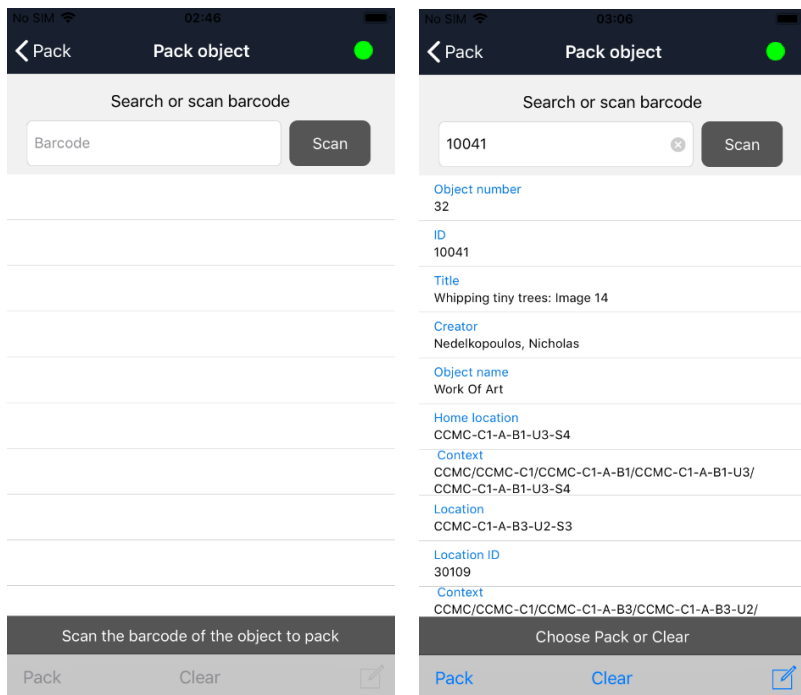 No SIM 02:46
Pack Pack object
Search or scan barcode
Barcode Scan
Scan the barcode of the object to pack
Pack Clear
No SIM 03:06
Pack Pack object
Search or scan barcode
10041 Scan
Object number
32
ID
10041
Title
Whipping tiny trees: Image 14
Creator
Nedelkopoulos, Nicholas
Object name
Work Of Art
Home location
CCMC-C1-A-B1-U3-S4
Context
CCMC/CCMC-C1/CCMC-C1-A-B1/CCMC-C1-A-B1-U3/
CCMC-C1-A-B1-U3-S4
Location
CCMC-C1-A-B3-U2-S3
Location ID
30109
Context
CCMC/CCMC-C1/CCMC-C1-A-B3/CCMC-C1-A-B3-U2/
Choose Pack or Clear
Pack Clear